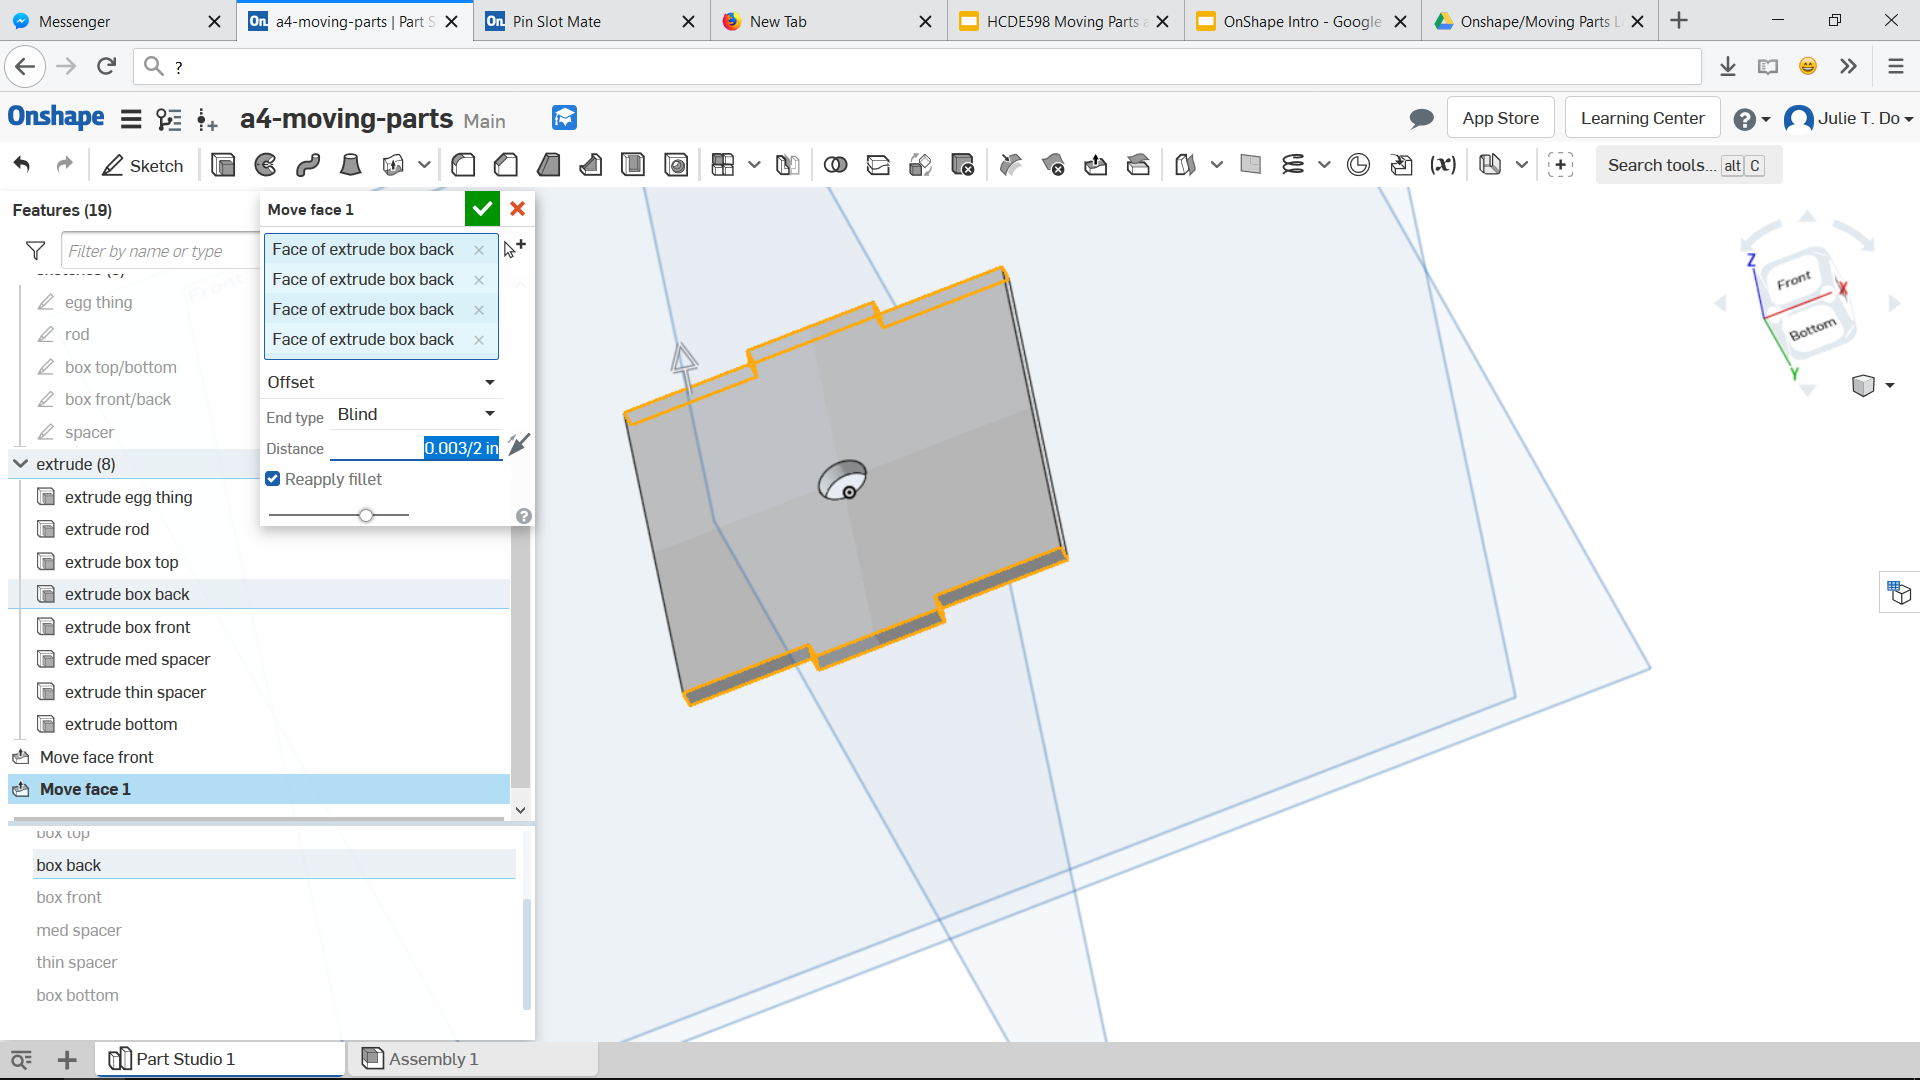 Messenger
a4-moving-parts | Part S
Pin Slot Mate
New Tab
HCDE598 Moving Parts a
OnShape Intro - Google
Onshape/Moving Parts L
?
Onshape
a4-moving-parts Main
App Store
Learning Center
Julie T. Do
Sketch
(x)
Search tools... alt C
Features (19)
Filter by name or type
sketches
egg thing
rod
box top/bottom
box front/back
spacer
extrude (8)
extrude egg thing
extrude rod
extrude box top
extrude box back
extrude box front
extrude med spacer
extrude thin spacer
extrude bottom
Move face front
Move face 1
box top
box back
box front
med spacer
thin spacer
box bottom
Move face 1
Face of extrude box back
Face of extrude box back
Face of extrude box back
Face of extrude box back
Offset
End type Blind
Distance 0.003/2 in
Reapply fillet
Front
Z
Front
X
Bottom
Y
Part Studio 1
Assembly 1